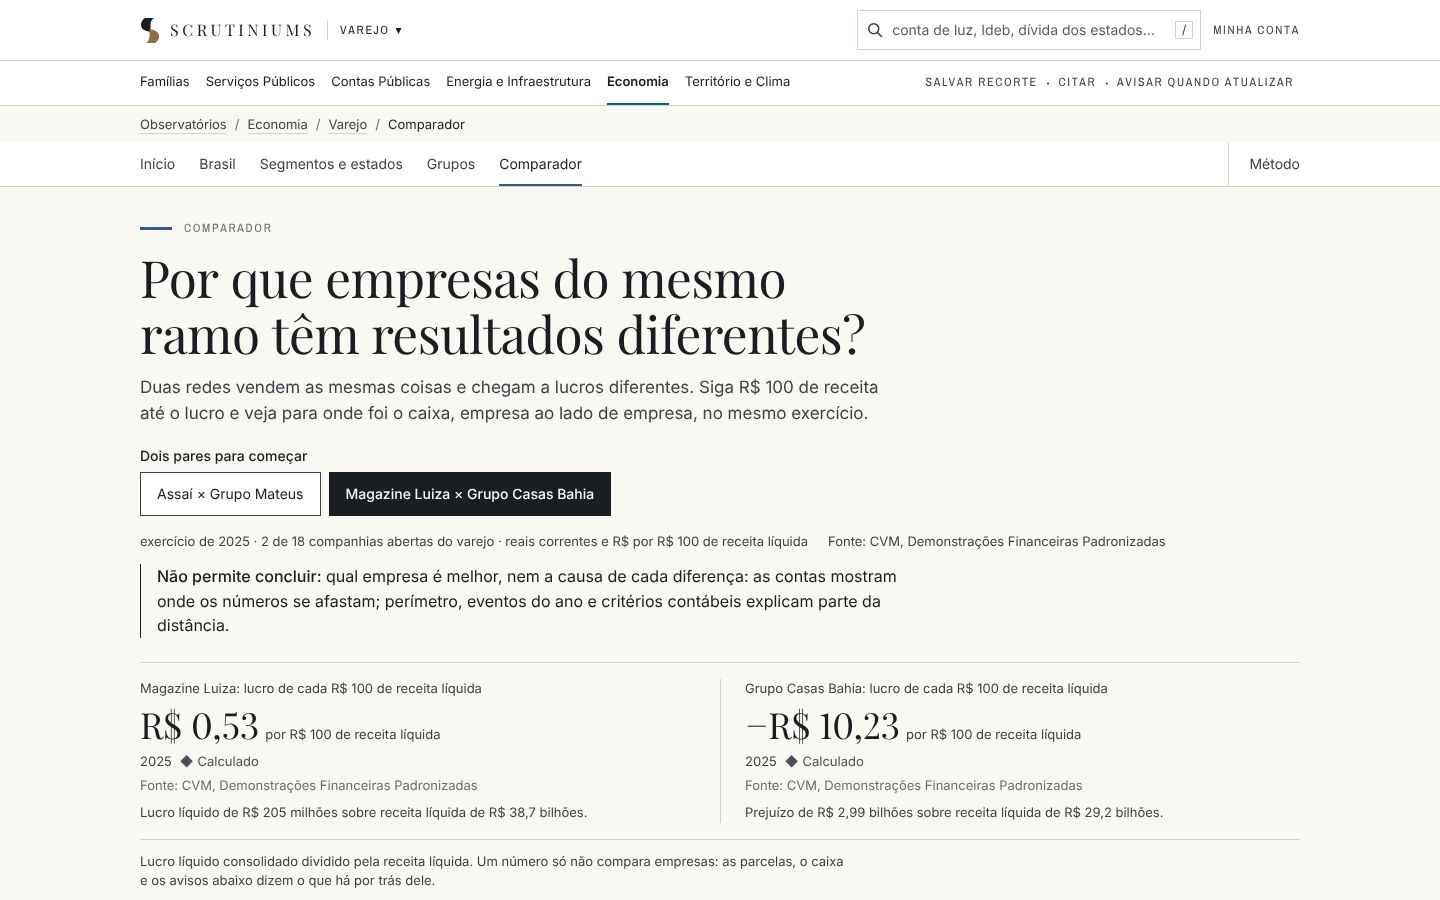 SCRUTINIUMS
VAREJO ▾
conta de luz, Ideb, dívida dos estados...
/
MINHA CONTA
Famílias
Serviços Públicos
Contas Públicas
Energia e Infraestrutura
Economia
Território e Clima
SALVAR RECORTE · CITAR · AVISAR QUANDO ATUALIZAR
Observatórios / Economia / Varejo / Comparador
Início
Brasil
Segmentos e estados
Grupos
Comparador
Método
COMPARADOR
Por que empresas do mesmo
ramo têm resultados diferentes?
Duas redes vendem as mesmas coisas e chegam a lucros diferentes. Siga R$ 100 de receita
até o lucro e veja para onde foi o caixa, empresa ao lado de empresa, no mesmo exercício.
Dois pares para começar
Assaí × Grupo Mateus
Magazine Luiza × Grupo Casas Bahia
exercício de 2025 · 2 de 18 companhias abertas do varejo · reais correntes e R$ por R$ 100 de receita líquida
Fonte: CVM, Demonstrações Financeiras Padronizadas
Não permite concluir: qual empresa é melhor, nem a causa de cada diferença: as contas mostram
onde os números se afastam; perímetro, eventos do ano e critérios contábeis explicam parte da
distância.
Magazine Luiza: lucro de cada R$ 100 de receita líquida
R$ 0,53 por R$ 100 de receita líquida
2025 ◆ Calculado
Fonte: CVM, Demonstrações Financeiras Padronizadas
Lucro líquido de R$ 205 milhões sobre receita líquida de R$ 38,7 bilhões.
Grupo Casas Bahia: lucro de cada R$ 100 de receita líquida
−R$ 10,23 por R$ 100 de receita líquida
2025 ◆ Calculado
Fonte: CVM, Demonstrações Financeiras Padronizadas
Prejuízo de R$ 2,99 bilhões sobre receita líquida de R$ 29,2 bilhões.
Lucro líquido consolidado dividido pela receita líquida. Um número só não compara empresas: as parcelas, o caixa
e os avisos abaixo dizem o que há por trás dele.